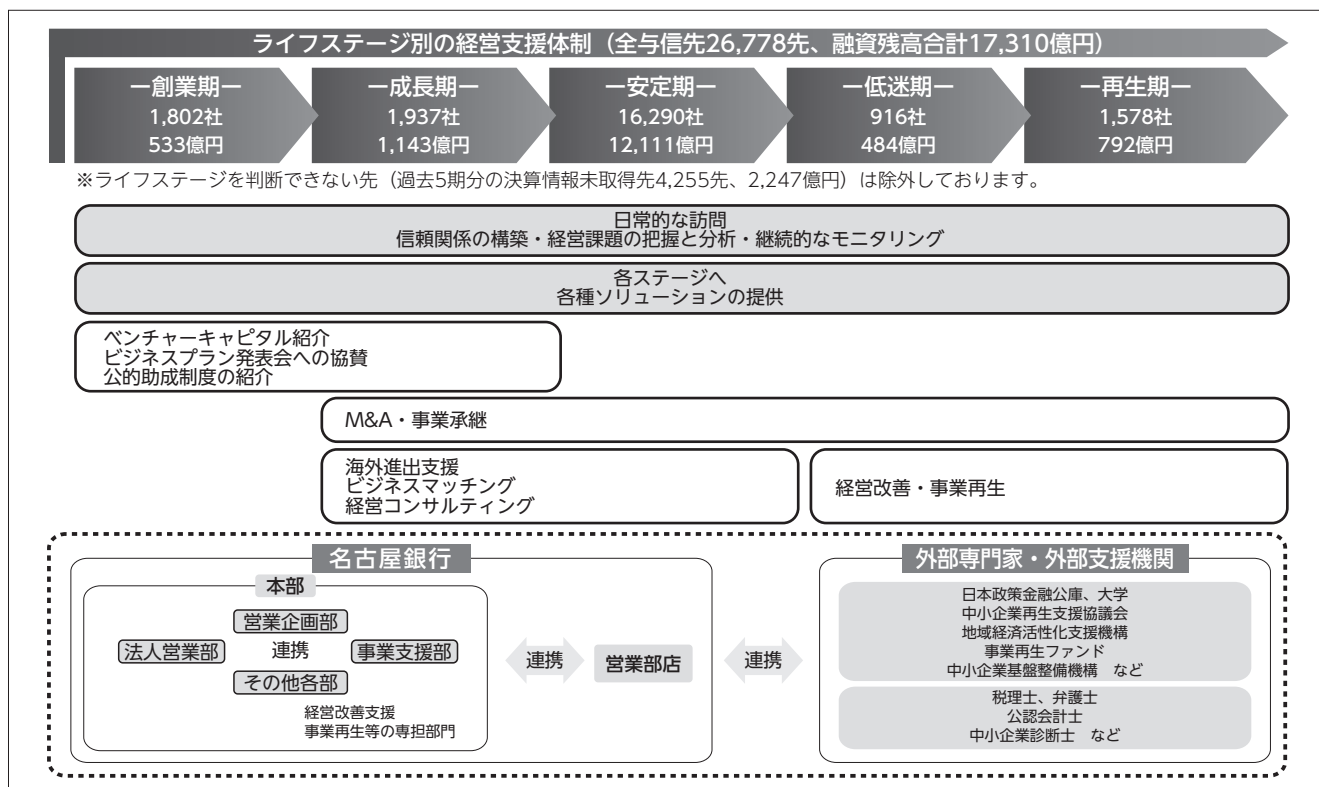 ライフステージ別の経営支援体制（全与信先26,778先、融資残高合計17,310億円）
ー創業期ー
1,802社
533億円
ー成長期ー
1,937社
1,143億円
ー安定期ー
16,290社
12,111億円
ー低迷期ー
916社
484億円
ー再生期ー
1,578社
792億円
※ライフステージを判断できない先（過去5期分の決算情報未取得先4,255先、2,247億円）は除外しております。
日常的な訪問
信頼関係の構築・経営課題の把握と分析・継続的なモニタリング
各ステージへ
各種ソリューションの提供
ベンチャーキャピタル紹介
ビジネスプラン発表会への協賛
公的助成制度の紹介
M&A・事業承継
海外進出支援
ビジネスマッチング
経営コンサルティング
経営改善・事業再生
名古屋銀行
本部
営業企画部
法人営業部
連携
事業支援部
その他各部
経営改善支援
事業再生等の専担部門
連携
営業部店
連携
外部専門家・外部支援機関
日本政策金融公庫、大学
中小企業再生支援協議会
地域経済活性化支援機構
事業再生ファンド
中小企業基盤整備機構　など
税理士、弁護士
公認会計士
中小企業診断士　など